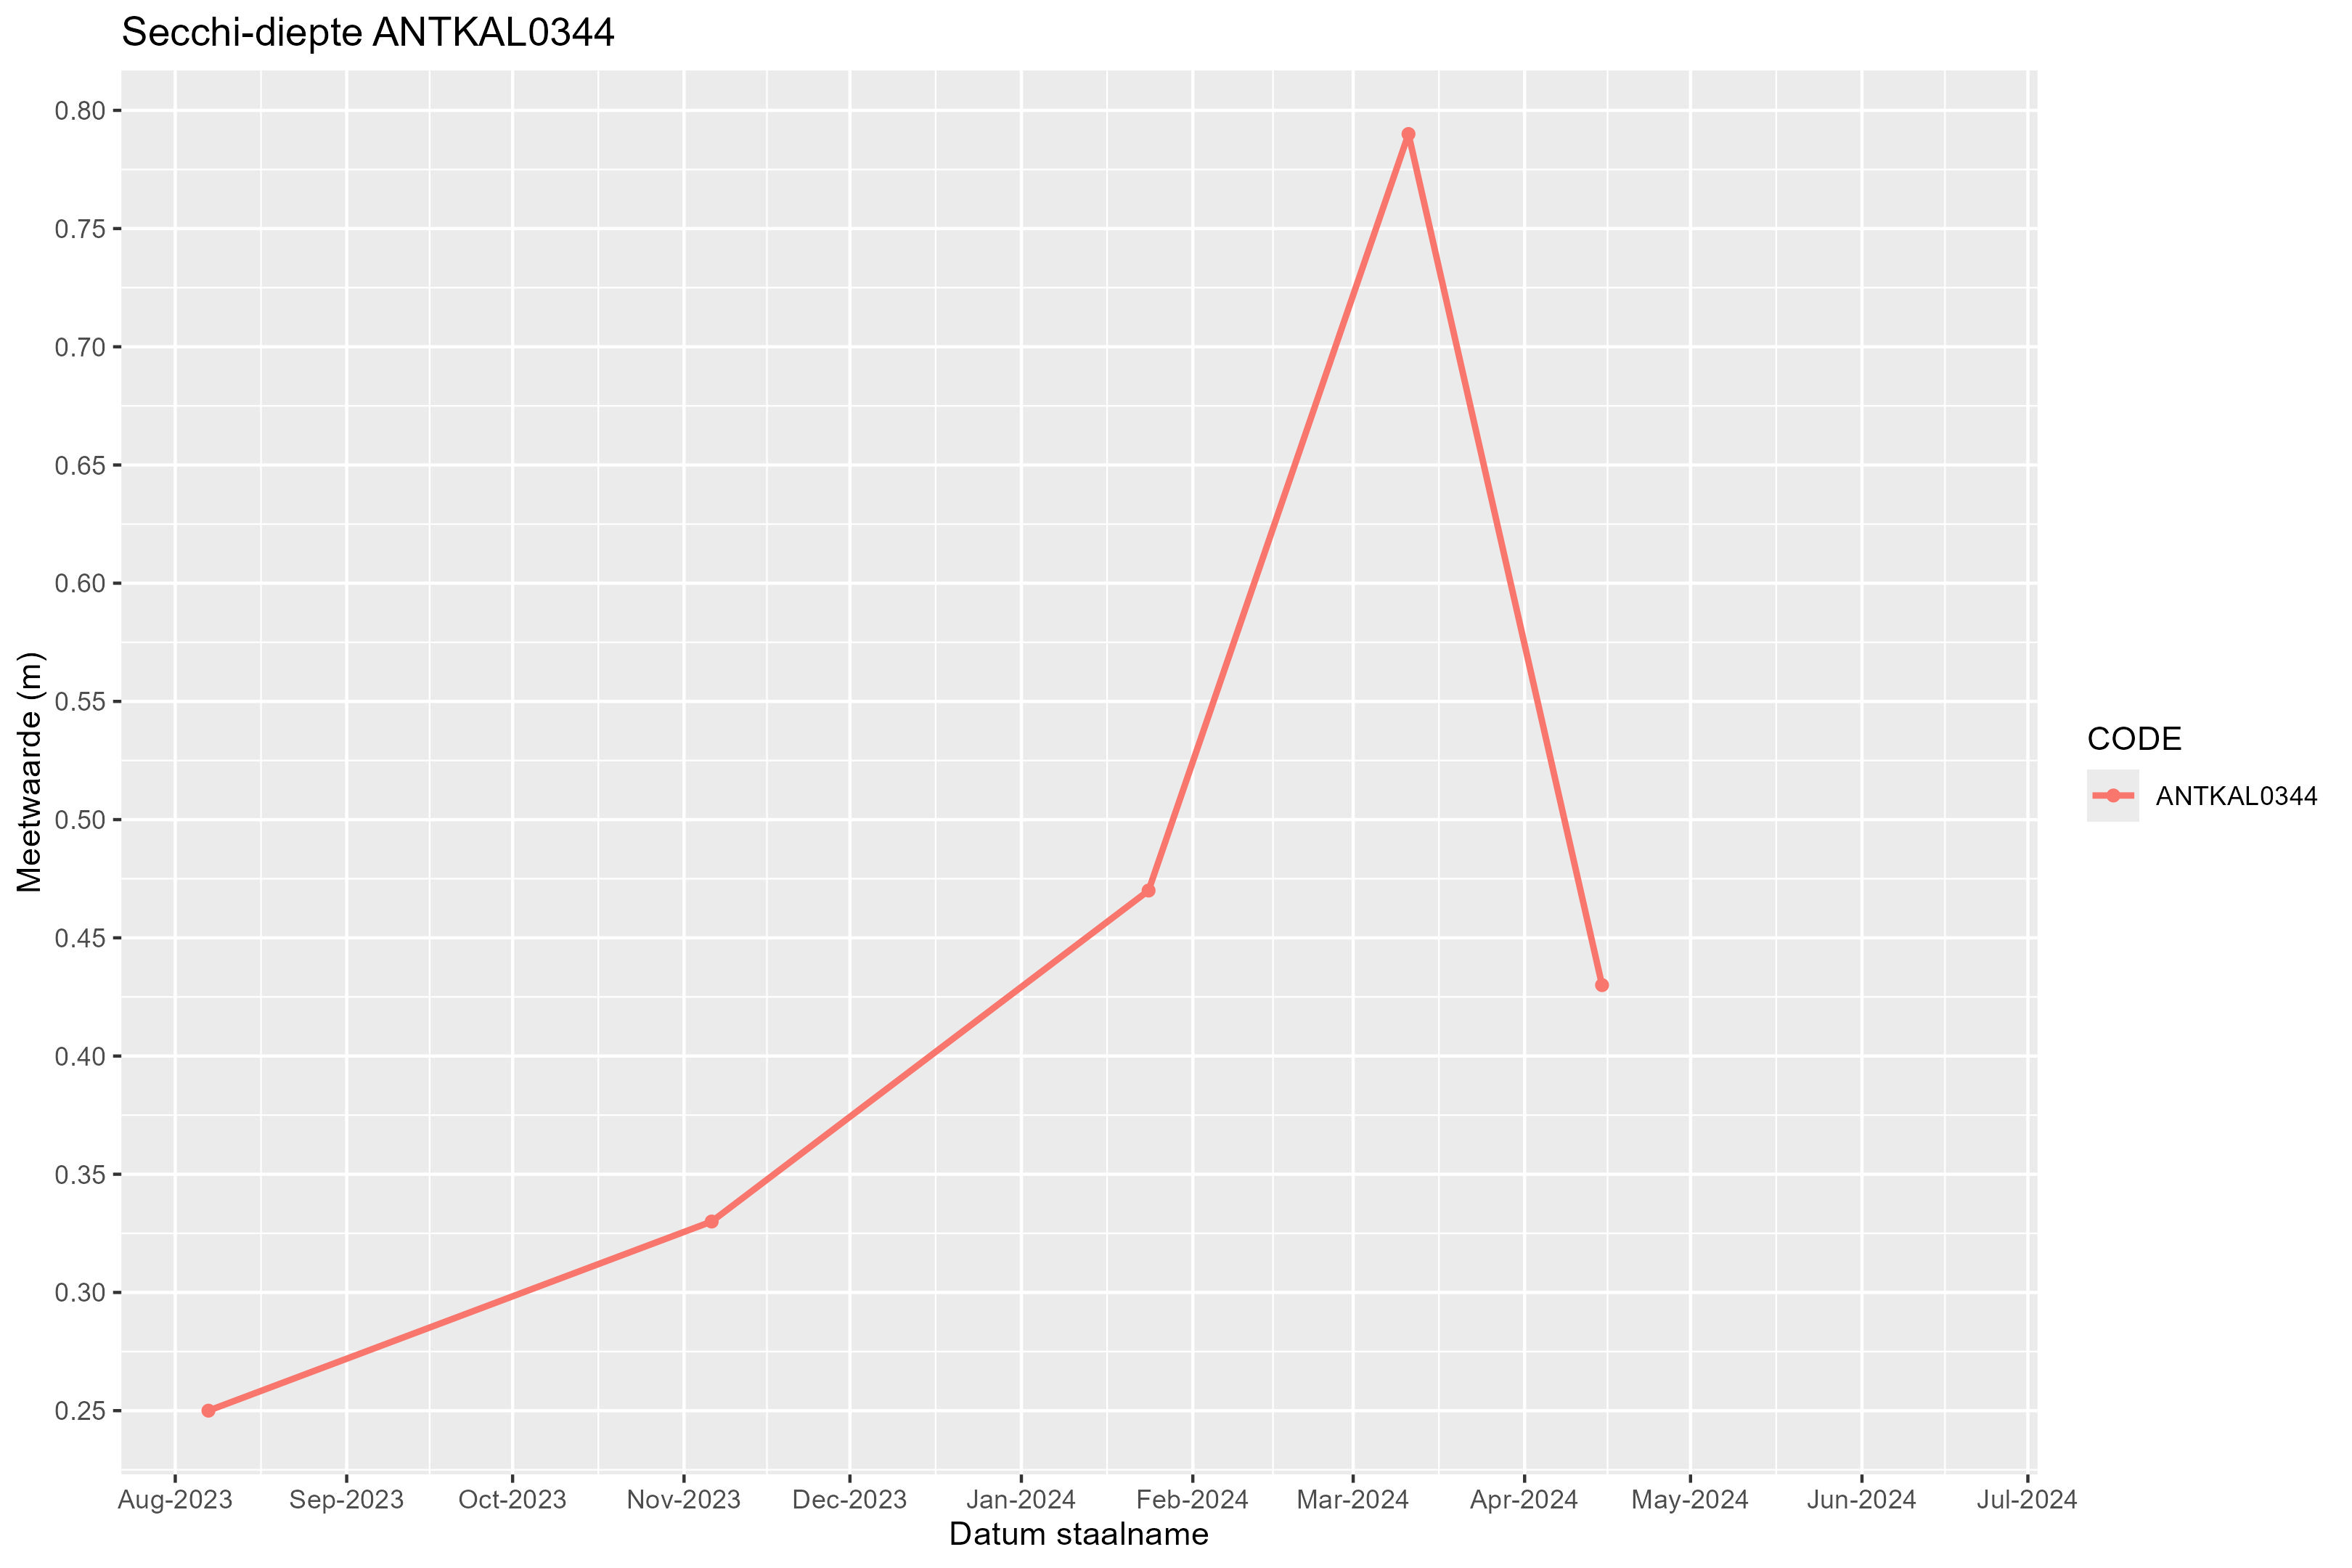 Secchi-diepte ANTKAL0344
0.80
0.75
0.70
0.65
0.60
0.55
0.50
0.45
0.40
0.35
0.30
0.25
Meetwaarde (m)
Aug-2023 Sep-2023 Oct-2023 Nov-2023 Dec-2023 Jan-2024 Feb-2024 Mar-2024 Apr-2024 May-2024 Jun-2024 Jul-2024
Datum staalname
CODE
ANTKAL0344